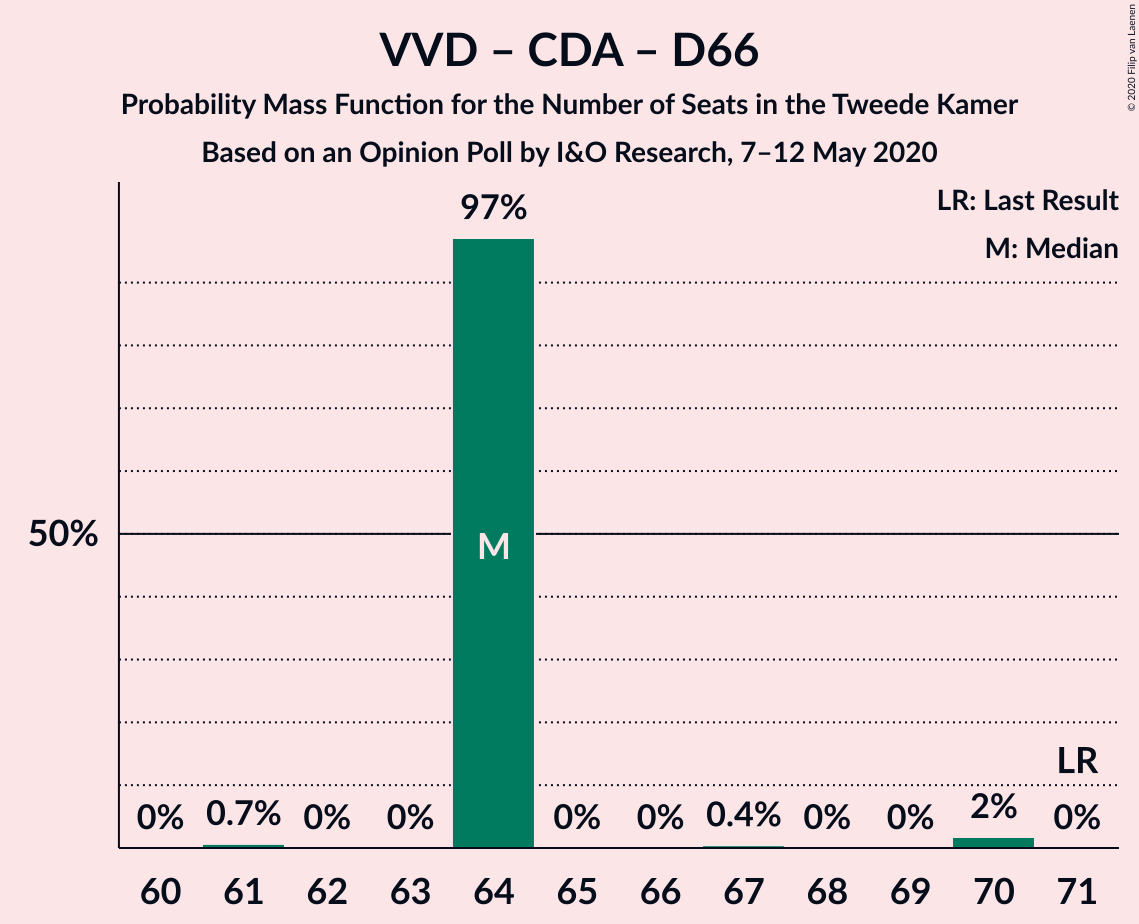 VVD – CDA – D66
Probability Mass Function for the Number of Seats in the Tweede Kamer
Based on an Opinion Poll by I&O Research, 7–12 May 2020
© 2020 Filip van Laenen
LR: Last Result
M: Median
97%
50%
M
LR
0% 0.7% 0% 0% 0% 0% 0.4% 0% 0% 2% 0%
60 61 62 63 64 65 66 67 68 69 70 71